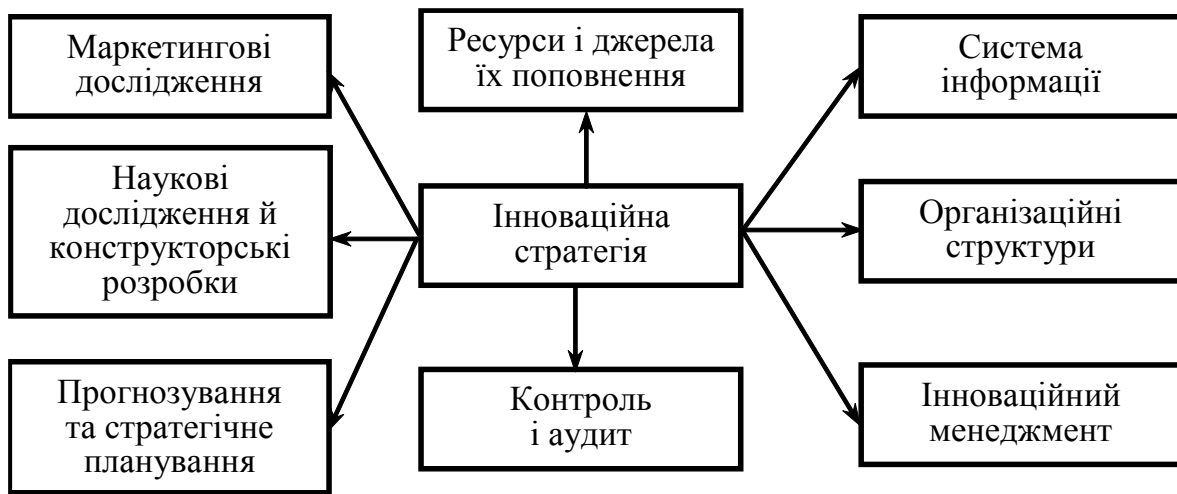 Маркетингові
дослідження
Ресурси і джерела
їх поповнення
Система
інформації
Наукові
дослідження й
конструкторські
розробки
Інноваційна
стратегія
Організаційні
структури
Прогнозування
та стратегічне
планування
Контроль
і аудит
Інноваційний
менеджмент